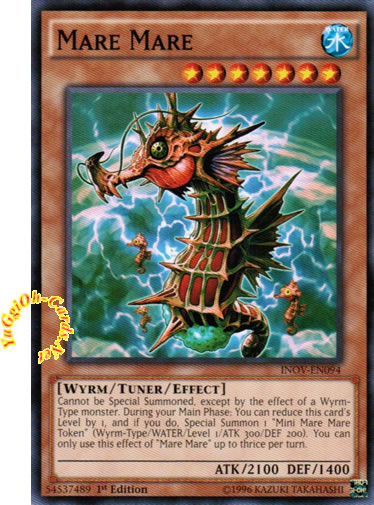 Mare Mare
WATER
水
INOV-EN094
[Wyrm/Tuner/Effect]
Cannot be Special Summoned, except by the effect of a Wyrm-
Type monster. During your Main Phase: You can reduce this card's
Level by 1, and if you do, Special Summon 1 "Mini Mare Mare
Token" (Wyrm-Type/WATER/Level 1/ATK 300/DEF 200). You can
only use this effect of "Mare Mare" up to thrice per turn.
ATK/2100 DEF/1400
54537489 1st Edition ©1996 KAZUKI TAKAHASHI
YuGiOh-Cards.Net